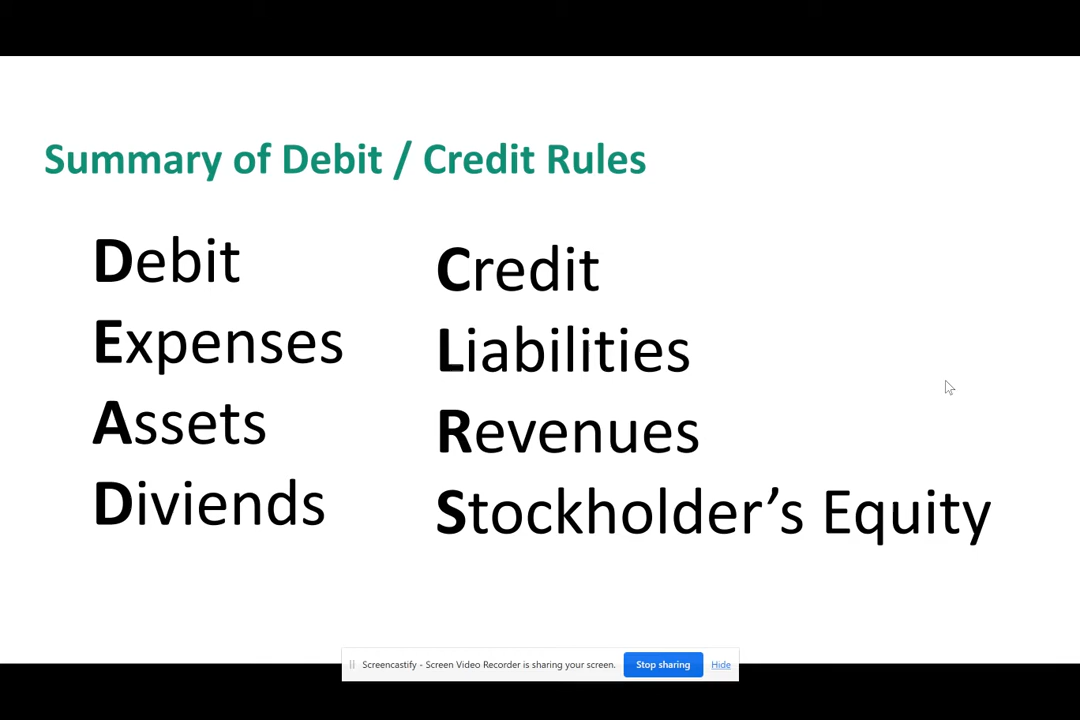 Summary of Debit / Credit Rules
Debit
Expenses
Assets
Diviends
Credit
Liabilities
Revenues
Stockholder’s Equity
Screencastify - Screen Video Recorder is sharing your screen. Stop sharing Hide